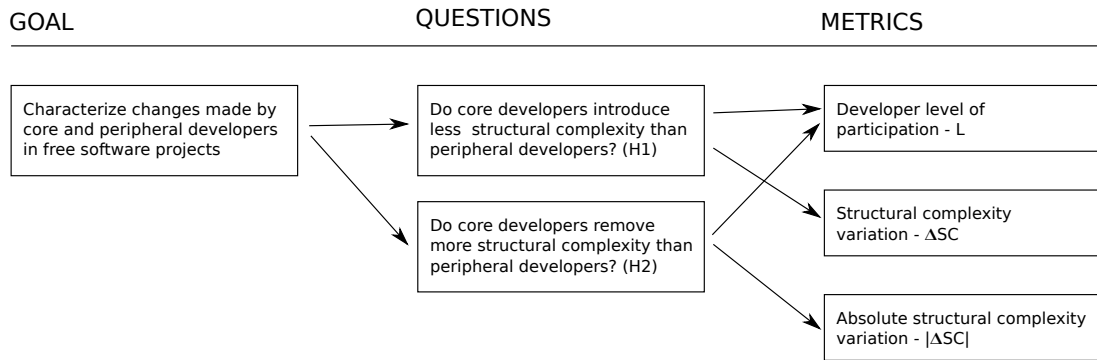 GOAL
QUESTIONS
METRICS
Characterize changes made by
core and peripheral developers
in free software projects
Do core developers introduce
less  structural complexity than
peripheral developers? (H1)
Do core developers remove
more structural complexity than
peripheral developers? (H2)
Developer level of
participation - L
Structural complexity
variation - ΔSC
Absolute structural complexity
variation - |ΔSC|